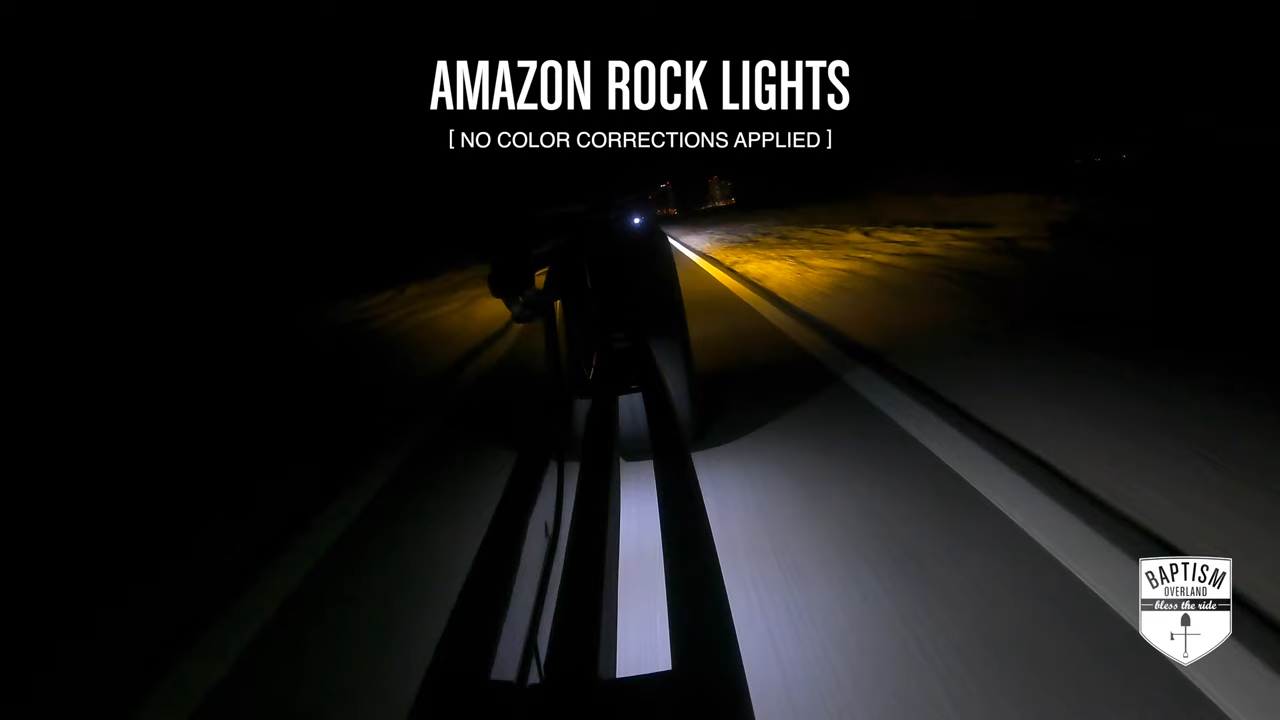 AMAZON ROCK LIGHTS
[ NO COLOR CORRECTIONS APPLIED ]
BAPTISM
OVERLAND
bless the ride